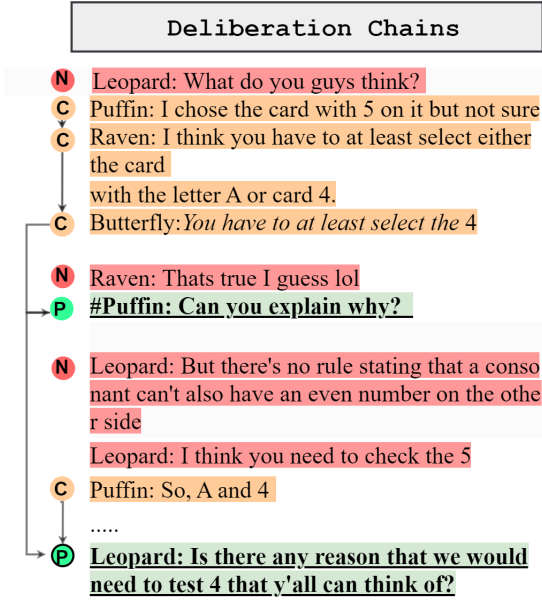 Deliberation Chains
N Leopard: What do you guys think?
C Puffin: I chose the card with 5 on it but not sure
C Raven: I think you have to at least select either
the card
with the letter A or card 4.
C Butterfly:You have to at least select the 4
N Raven: Thats true I guess lol
P #Puffin: Can you explain why?
N Leopard: But there's no rule stating that a conso
nant can't also have an even number on the othe
r side
Leopard: I think you need to check the 5
C Puffin: So, A and 4
.....
P Leopard: Is there any reason that we would
need to test 4 that y'all can think of?